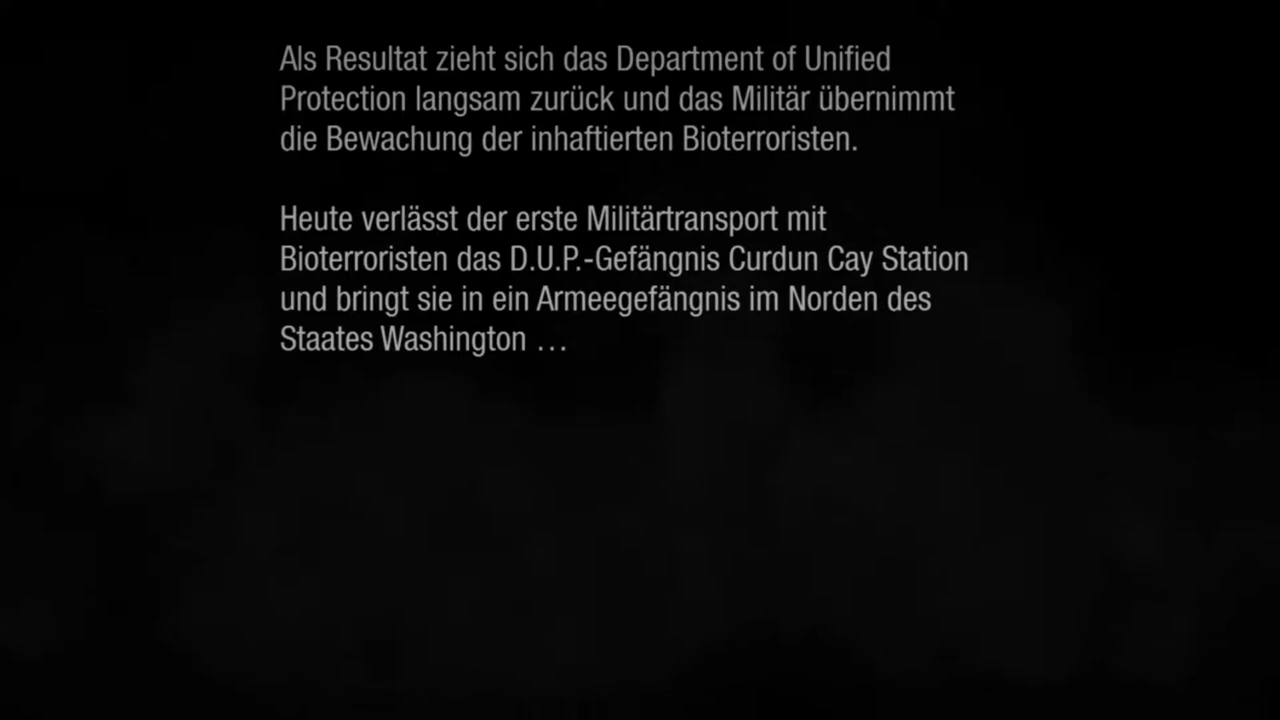 Als Resultat zieht sich das Department of Unified
Protection langsam zurück und das Militär übernimmt
die Bewachung der inhaftierten Bioterroristen.
Heute verlässt der erste Militärtransport mit
Bioterroristen das D.U.P.-Gefängnis Curdun Cay Station
und bringt sie in ein Armeegefängnis im Norden des
Staates Washington …